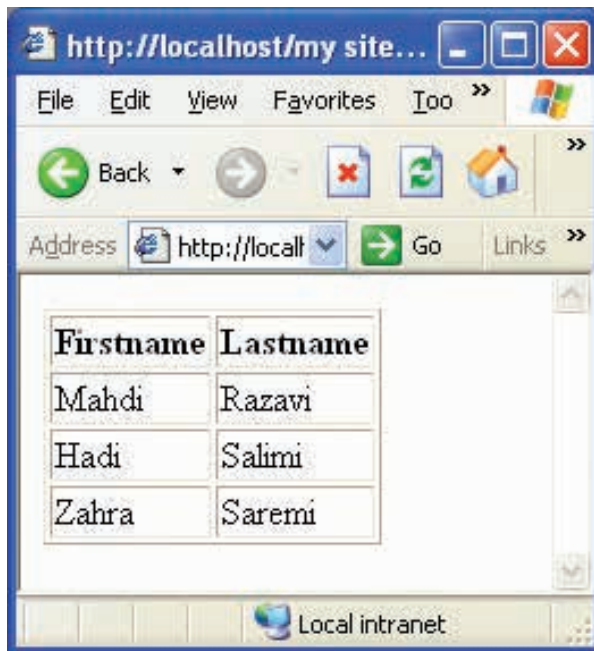 http://localhost/my site...
File Edit View Favorites Too »
Back »
Address http://localh Go Links »
Firstname Lastname
Mahdi Razavi
Hadi Salimi
Zahra Saremi
Local intranet